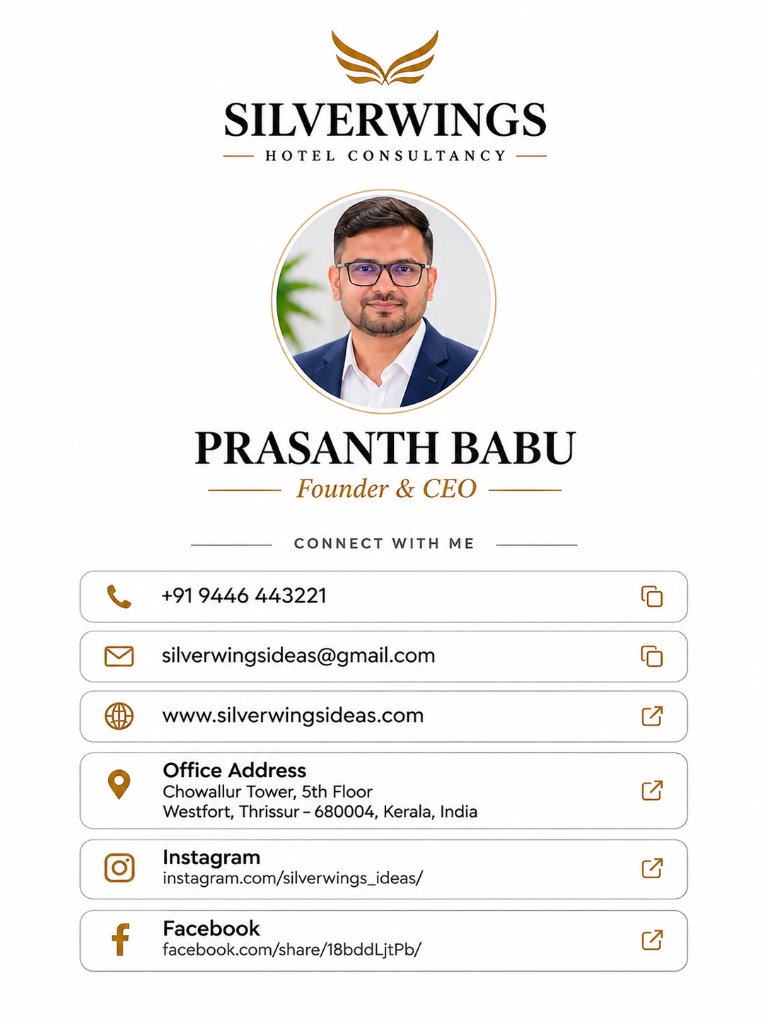 SILVERWINGS
HOTEL CONSULTANCY
PRASANTH BABU
Founder & CEO
CONNECT WITH ME
+91 9446 443221
silverwingsideas@gmail.com
www.silverwingsideas.com
Office Address
Chowallur Tower, 5th Floor
Westfort, Thrissur – 680004, Kerala, India
Instagram
instagram.com/silverwings_ideas/
Facebook
facebook.com/share/18bddLjtPb/